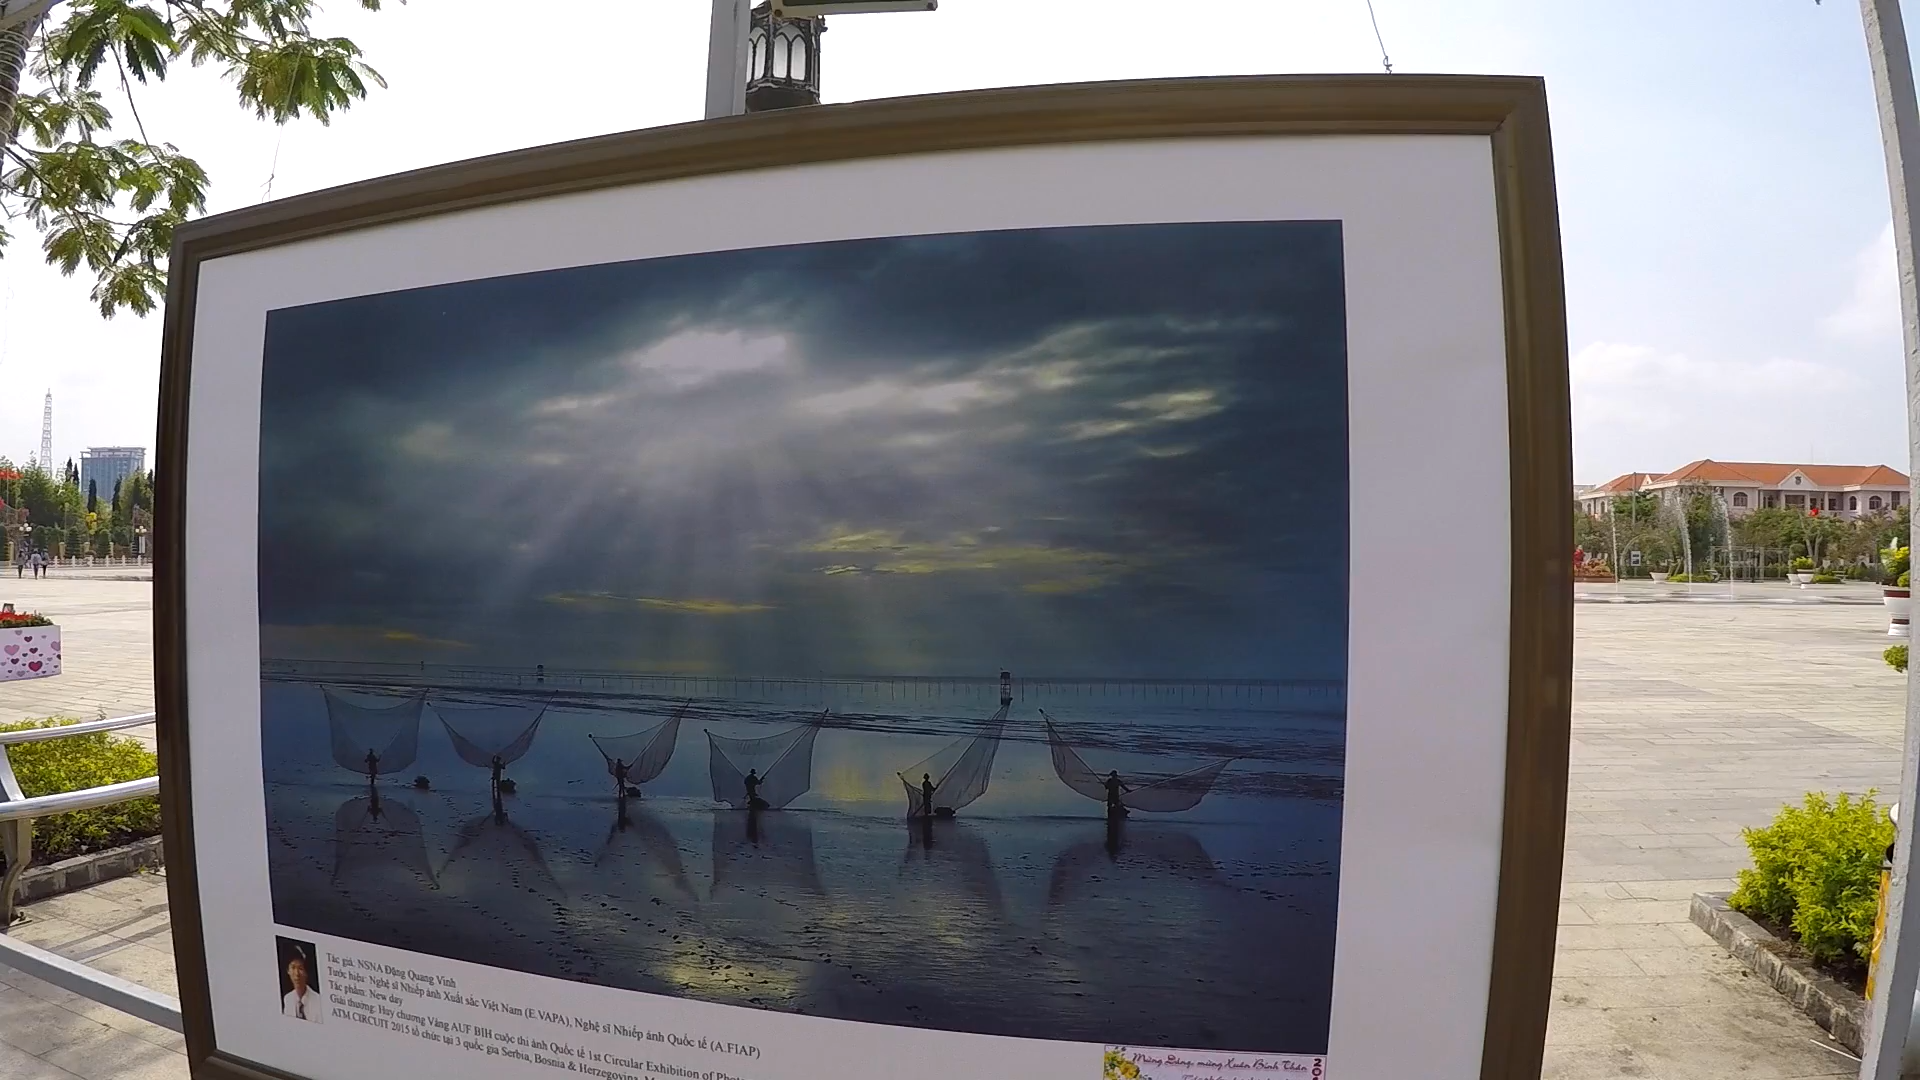 Tác giả: NSNA Đặng Quang Vinh
Tước hiệu: Nghệ sĩ Nhiếp ảnh Xuất sắc Việt Nam (E.VAPA), Nghệ sĩ Nhiếp ảnh Quốc tế (A.FIAP)
Tác phẩm: New day
Giải thưởng: Huy chương Vàng AUF BIH cuộc thi ảnh Quốc tế 1st Circular Exhibition of
ATM CIRCUIT 2015 tổ chức tại 3 quốc gia Serbia, Bosnia & Herzegovina,
Mừng Đảng, mừng Xuân Bính Thân